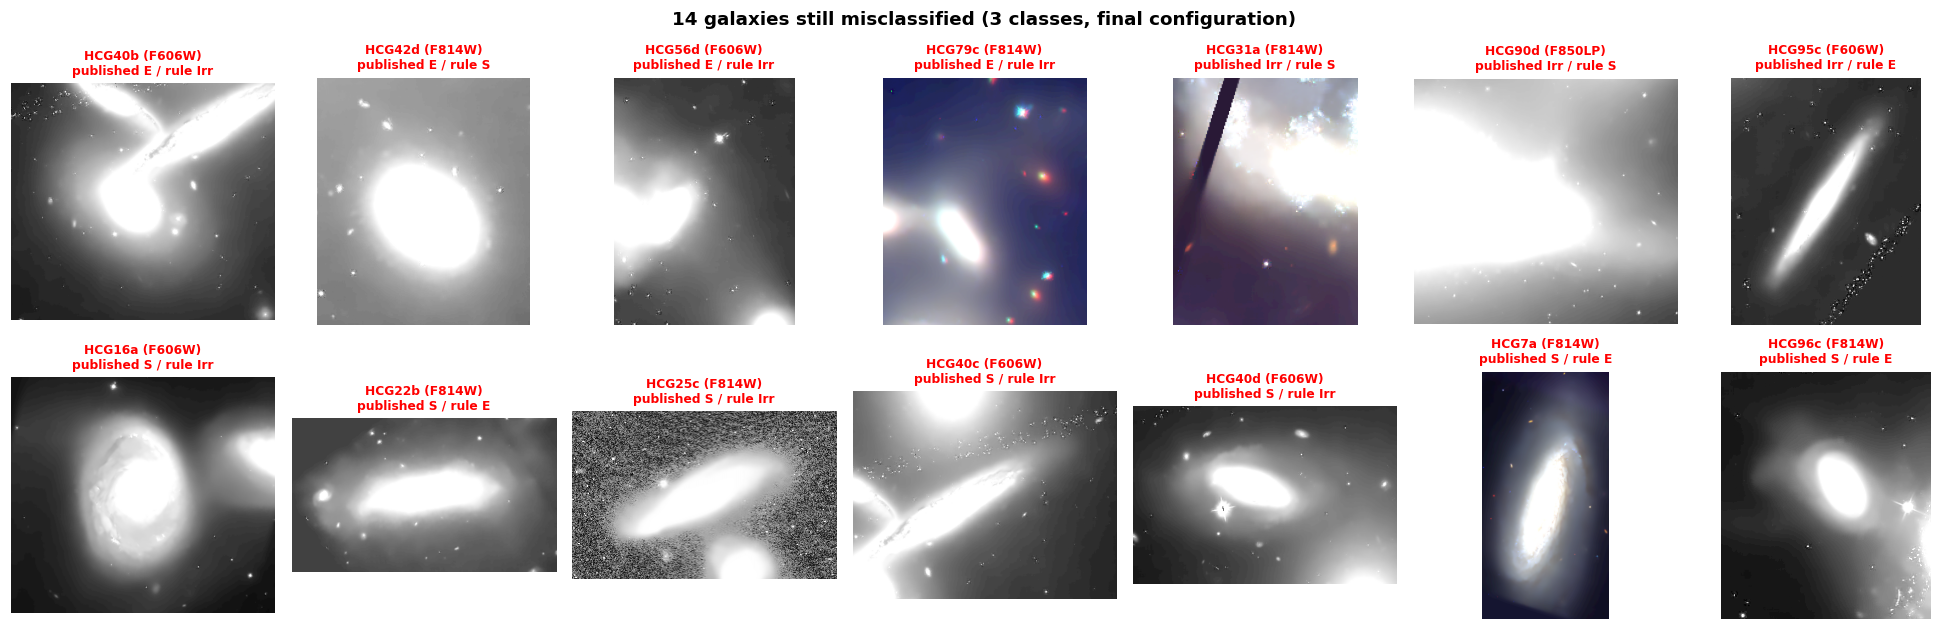 14 galaxies still misclassified (3 classes, final configuration)
HCG40b (F606W)
published E / rule Irr
HCG42d (F814W)
published E / rule S
HCG56d (F606W)
published E / rule Irr
HCG79c (F814W)
published E / rule Irr
HCG31a (F814W)
published Irr / rule S
HCG90d (F850LP)
published Irr / rule S
HCG95c (F606W)
published Irr / rule E
HCG16a (F606W)
published S / rule Irr
HCG22b (F814W)
published S / rule E
HCG25c (F814W)
published S / rule Irr
HCG40c (F606W)
published S / rule Irr
HCG40d (F606W)
published S / rule Irr
HCG7a (F814W)
published S / rule E
HCG96c (F814W)
published S / rule E